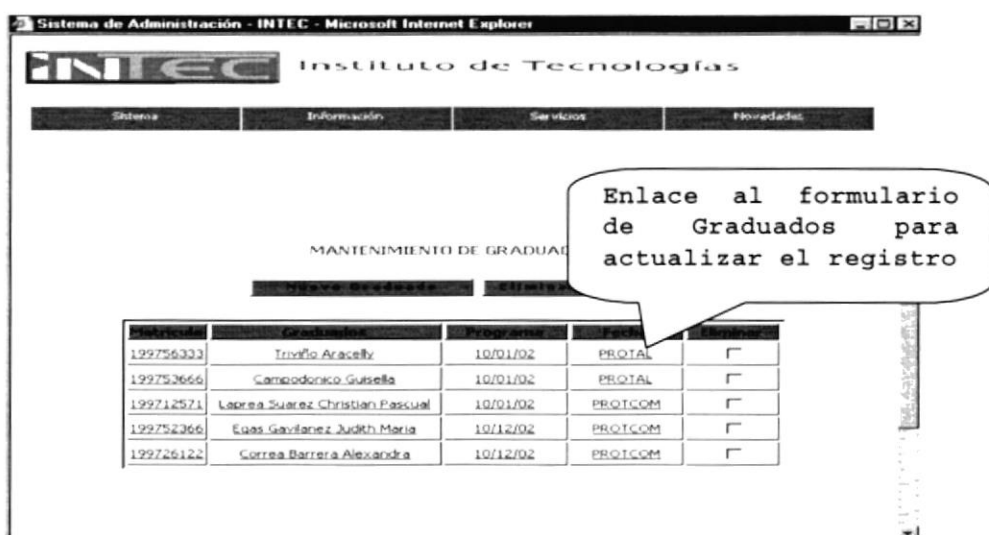 Sistema de Administración - INTEC - Microsoft Internet Explorer
INTEC Instituto de Tecnologías
Sistema Información Servicios Novedades
Enlace al formulario
de Graduados para
actualizar el registro
MANTENIMIENTO DE GRADUAD
Nuevo Graduado Elimina
Matricula Graduados Programa Fecha Eliminar
199756333 Triviño Aracelly 10/01/02 PROTAL
199753666 Campodonico Guisella 10/01/02 PROTAL
199712571 Laprea Suarez Christian Pascual 10/01/02 PROTCOM
199752366 Egas Gavilanez Judith Maria 10/12/02 PROTCOM
199726122 Correa Barrera Alexandra 10/12/02 PROTCOM